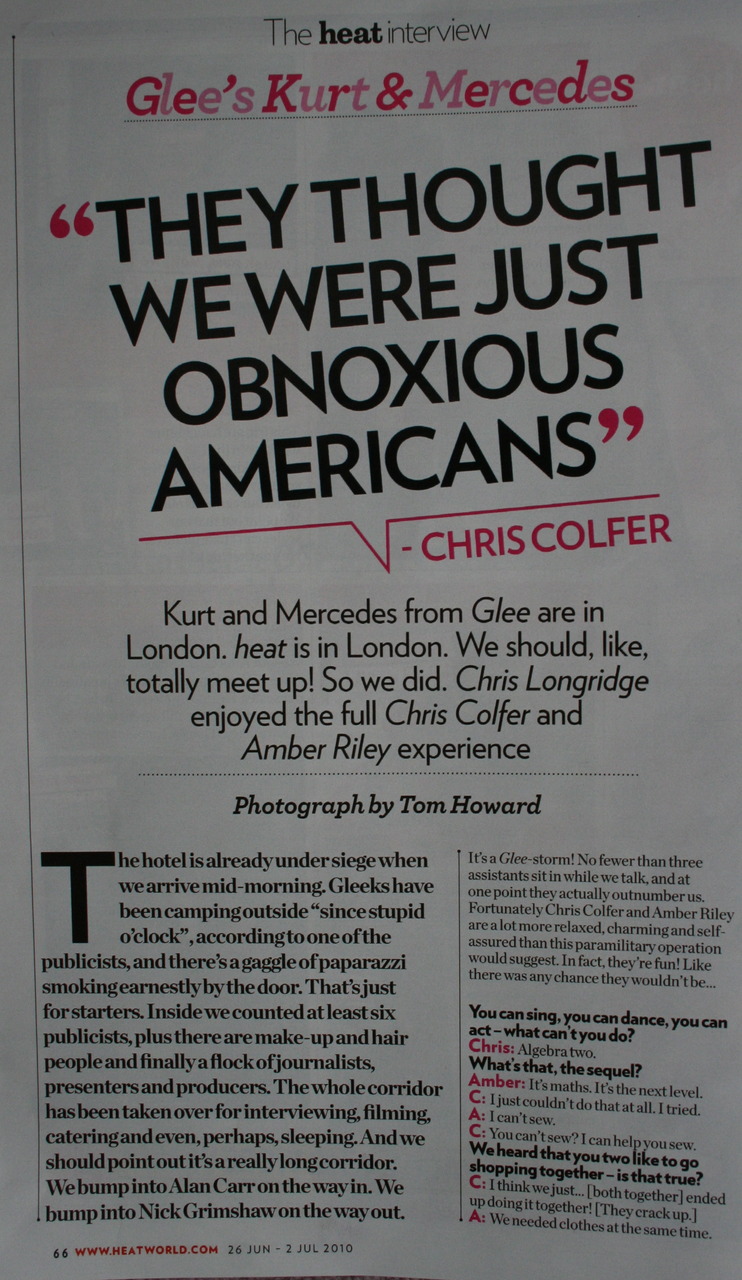 The heat interview
Glee's Kurt & Mercedes
“THEY THOUGHT
WE WERE JUST
OBNOXIOUS
AMERICANS”
- CHRIS COLFER
Kurt and Mercedes from Glee are in
London. heat is in London. We should, like,
totally meet up! So we did. Chris Longridge
enjoyed the full Chris Colfer and
Amber Riley experience
Photograph by Tom Howard
The hotel is already under siege when
we arrive mid-morning. Gleeks have
been camping outside “since stupid
o'clock”, according to one of the
publicists, and there's a gaggle of paparazzi
smoking earnestly by the door. That's just
for starters. Inside we counted at least six
publicists, plus there are make-up and hair
people and finally a flock of journalists,
presenters and producers. The whole corridor
has been taken over for interviewing, filming,
catering and even, perhaps, sleeping. And we
should point out it's a really long corridor.
We bump into Alan Carr on the way in. We
bump into Nick Grimshaw on the way out.
It's a Glee-storm! No fewer than three
assistants sit in while we talk, and at
one point they actually outnumber us.
Fortunately Chris Colfer and Amber Riley
are a lot more relaxed, charming and self-
assured than this paramilitary operation
would suggest. In fact, they're fun! Like
there was any chance they wouldn't be...
You can sing, you can dance, you can
act – what can't you do?
Chris: Algebra two.
What's that, the sequel?
Amber: It's maths. It's the next level.
C: I just couldn't do that at all. I tried.
A: I can't sew.
C: You can't sew? I can help you sew.
We heard that you two like to go
shopping together – is that true?
C: I think we just... [both together] ended
up doing it together! [They crack up.]
A: We needed clothes at the same time.
66 WWW.HEATWORLD.COM 26 JUN – 2 JUL 2010